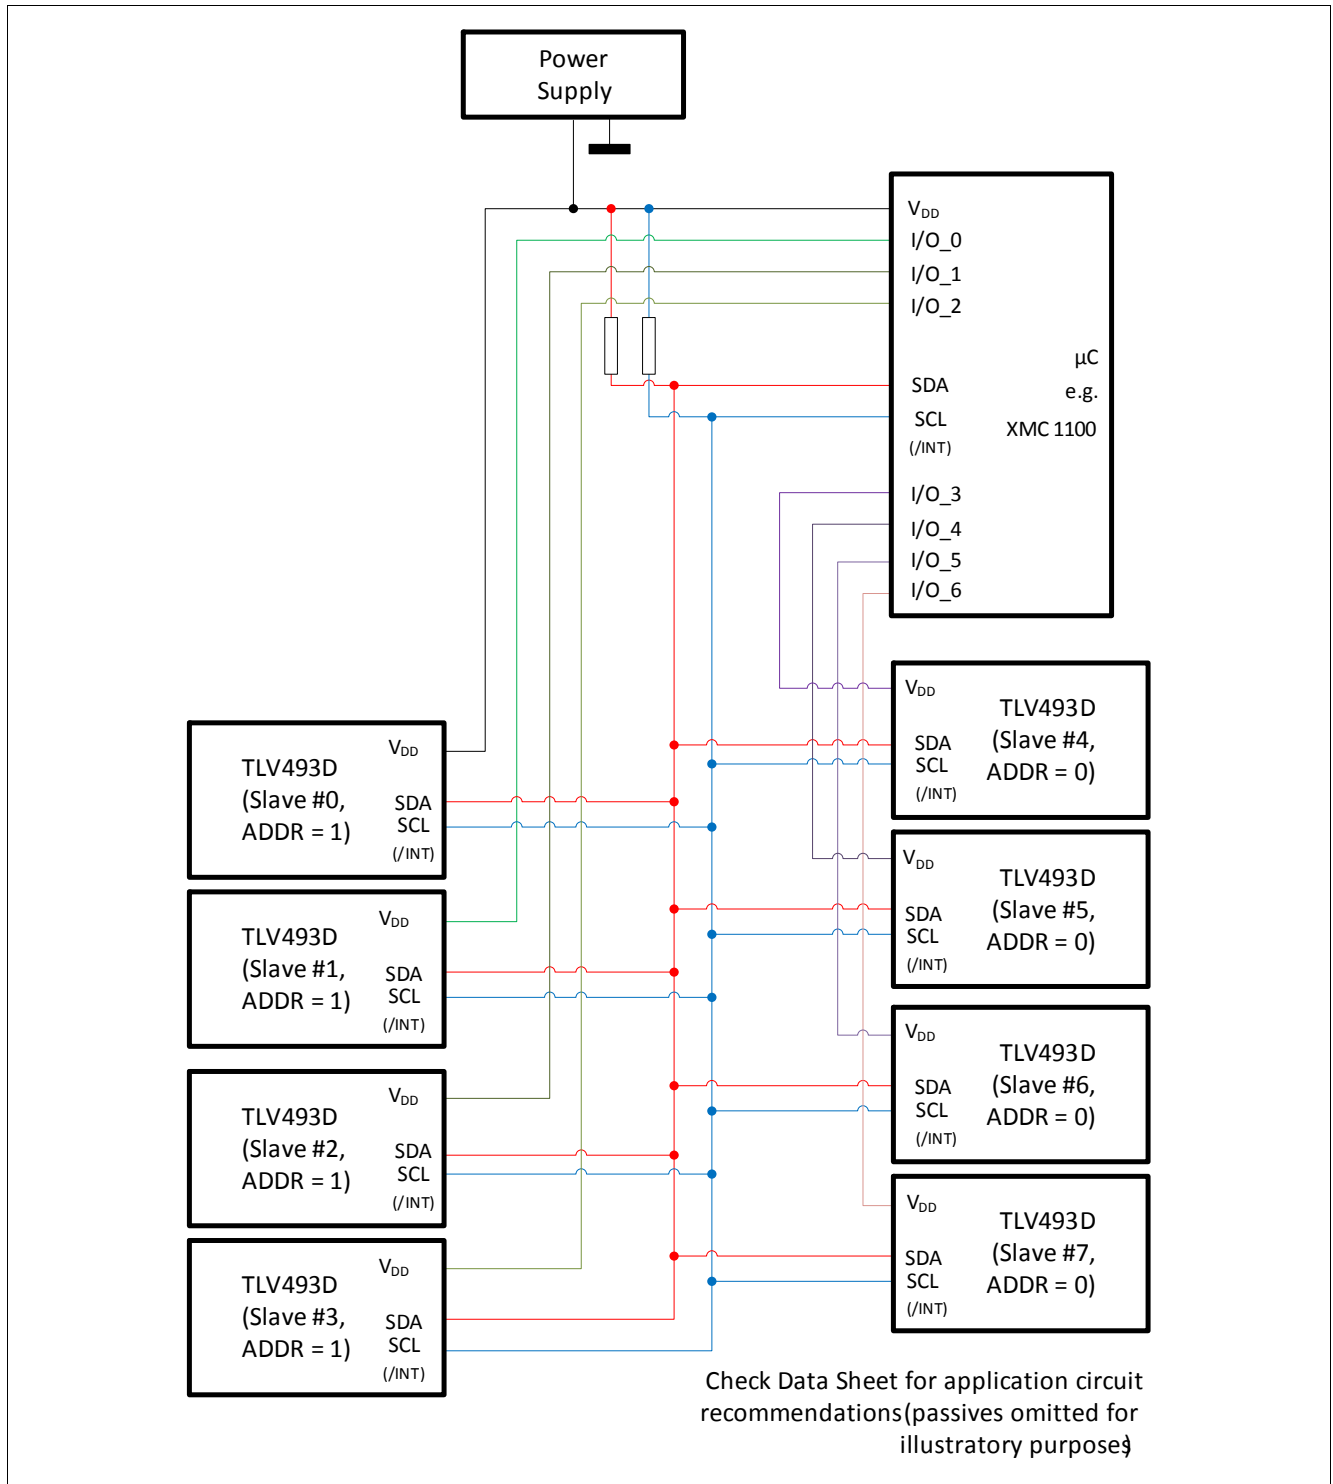 Power
Supply
VDD
I/O_0
I/O_1
I/O_2
SDA
SCL
(/INT)
I/O_3
I/O_4
I/O_5
I/O_6
µC
e.g.
XMC 1100
TLV493D
(Slave #0,
ADDR = 1)
VDD
SDA
SCL
(/INT)
TLV493D
(Slave #1,
ADDR = 1)
VDD
SDA
SCL
(/INT)
TLV493D
(Slave #2,
ADDR = 1)
VDD
SDA
SCL
(/INT)
TLV493D
(Slave #3,
ADDR = 1)
VDD
SDA
SCL
(/INT)
VDD
SDA
SCL
(/INT)
TLV493D
(Slave #4,
ADDR = 0)
VDD
SDA
SCL
(/INT)
TLV493D
(Slave #5,
ADDR = 0)
VDD
SDA
SCL
(/INT)
TLV493D
(Slave #6,
ADDR = 0)
VDD
SDA
SCL
(/INT)
TLV493D
(Slave #7,
ADDR = 0)
Check Data Sheet for application circuit
recommendations (passives omitted for
illustratory purposes)